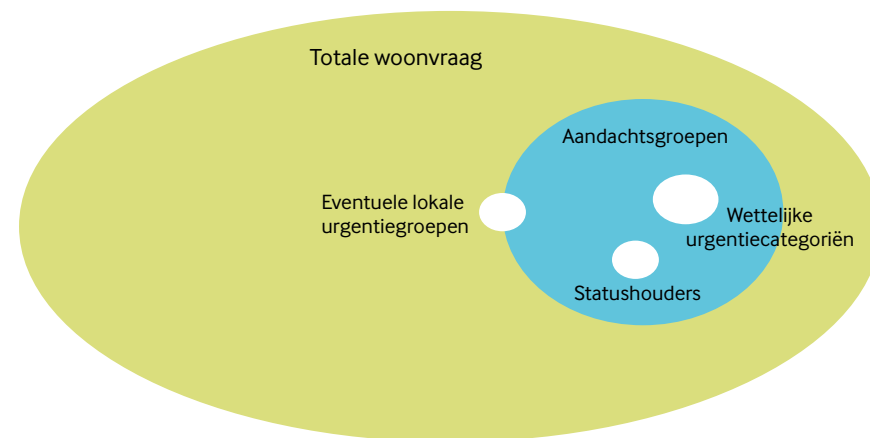 Totale woonvraag
Aandachtsgroepen
Eventuele lokale
urgentiegroepen
Wettelijke
urgentiecategoriën
Statushouders